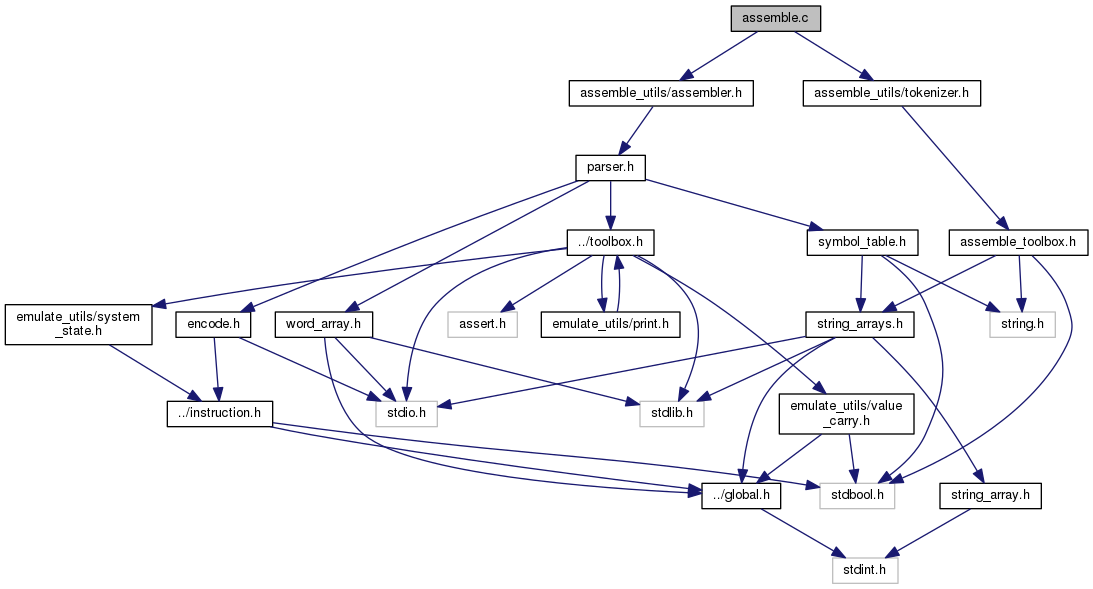 assemble.c
assemble_utils/assembler.h
assemble_utils/tokenizer.h
parser.h
../toolbox.h
symbol_table.h
assemble_toolbox.h
emulate_utils/system
_state.h
encode.h
word_array.h
assert.h
emulate_utils/print.h
string_arrays.h
string.h
../instruction.h
stdio.h
stdlib.h
emulate_utils/value
_carry.h
../global.h
stdbool.h
string_array.h
stdint.h